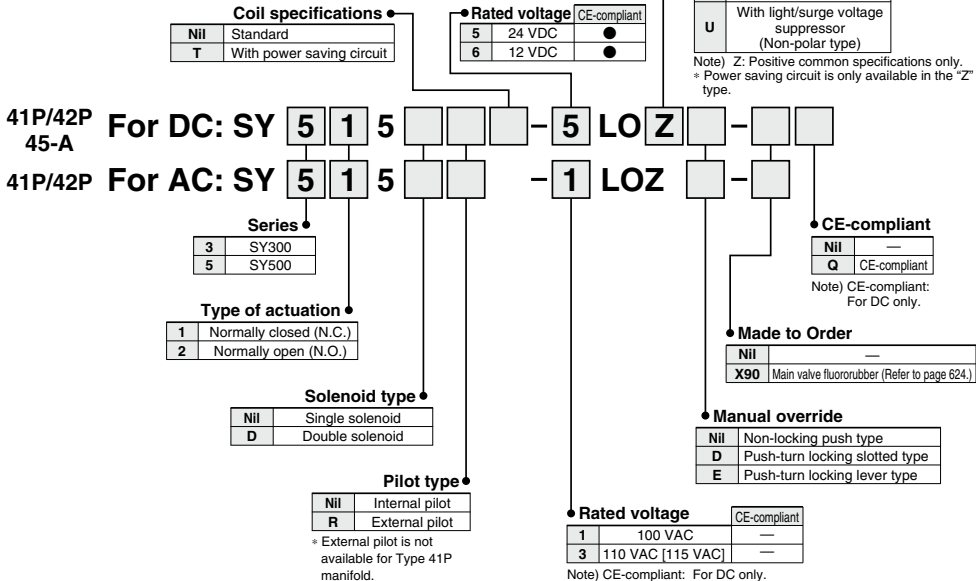 Coil specifications
Nil Standard
T With power saving circuit
Rated voltage CE-compliant
5 24 VDC ●
6 12 VDC ●
U With light/surge voltage suppressor (Non-polar type)
Note) Z: Positive common specifications only.
∗ Power saving circuit is only available in the “Z” type.
41P/42P
45-A
For DC: SY 5 1 5 – 5 LO Z –
41P/42P For AC: SY 5 1 5 – 1 LOZ –
Series
3 SY300
5 SY500
Type of actuation
1 Normally closed (N.C.)
2 Normally open (N.O.)
Solenoid type
Nil Single solenoid
D Double solenoid
Pilot type
Nil Internal pilot
R External pilot
∗ External pilot is not
available for Type 41P
manifold.
Rated voltage CE-compliant
1 100 VAC —
3 110 VAC [115 VAC] —
Note) CE-compliant: For DC only.
Manual override
Nil Non-locking push type
D Push-turn locking slotted type
E Push-turn locking lever type
Made to Order
Nil —
X90 Main valve fluororubber (Refer to page 624.)
CE-compliant
Nil —
Q CE-compliant
Note) CE-compliant:
For DC only.